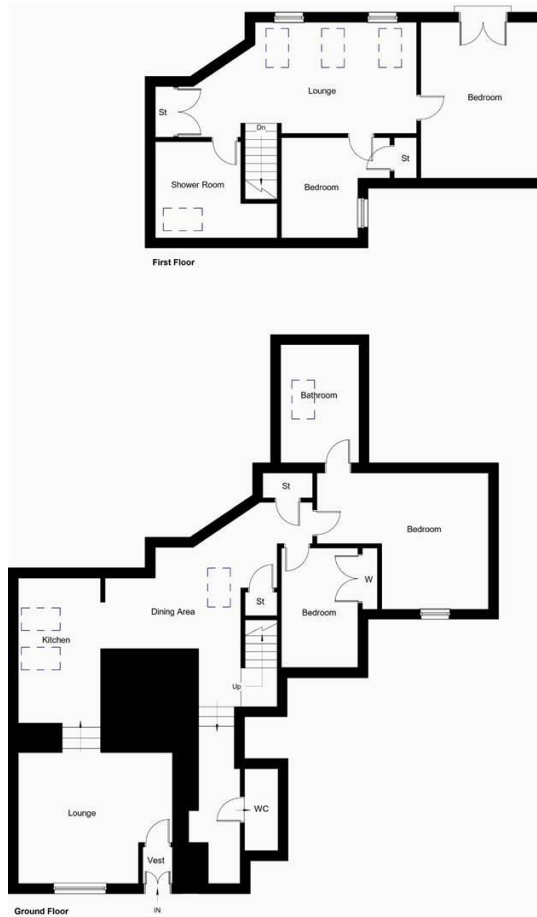 Lounge
Bedroom
St
Dn
St
Shower Room
Bedroom
First Floor
Bathroom
St
Bedroom
W
St
Bedroom
Dining Area
Kitchen
Up
WC
Lounge
Vest
IN
Ground Floor